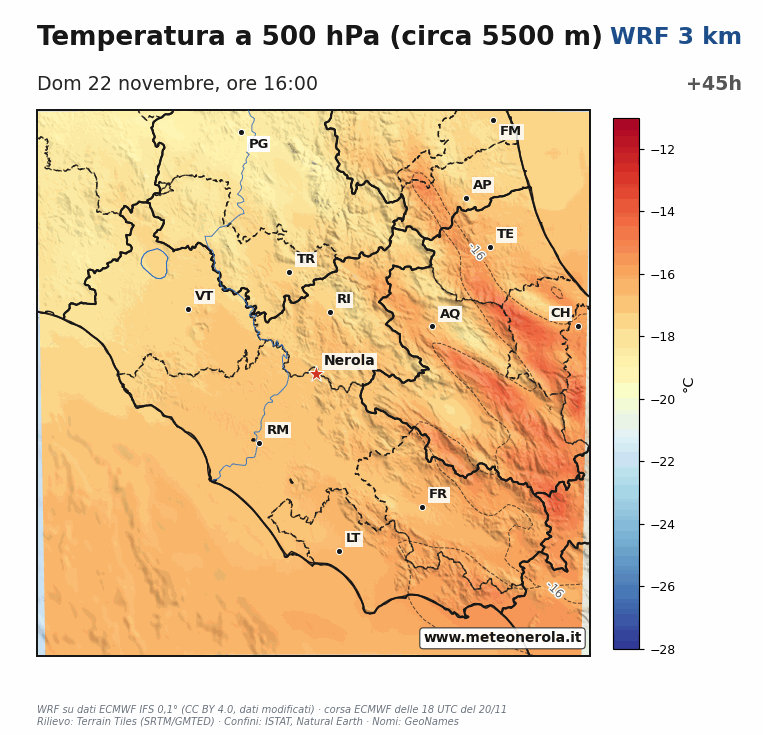 Temperatura a 500 hPa (circa 5500 m) WRF 3 km
Dom 22 novembre, ore 16:00 +45h
FM
PG
AP
TE
-16
TR
VT
RI
AQ
CH
Nerola
RM
FR
LT
-16
www.meteonerola.it
−12
−14
−16
−18
−20
−22
−24
−26
−28
°C
WRF su dati ECMWF IFS 0,1° (CC BY 4.0, dati modificati) · corsa ECMWF delle 18 UTC del 20/11
Rilievo: Terrain Tiles (SRTM/GMTED) · Confini: ISTAT, Natural Earth · Nomi: GeoNames